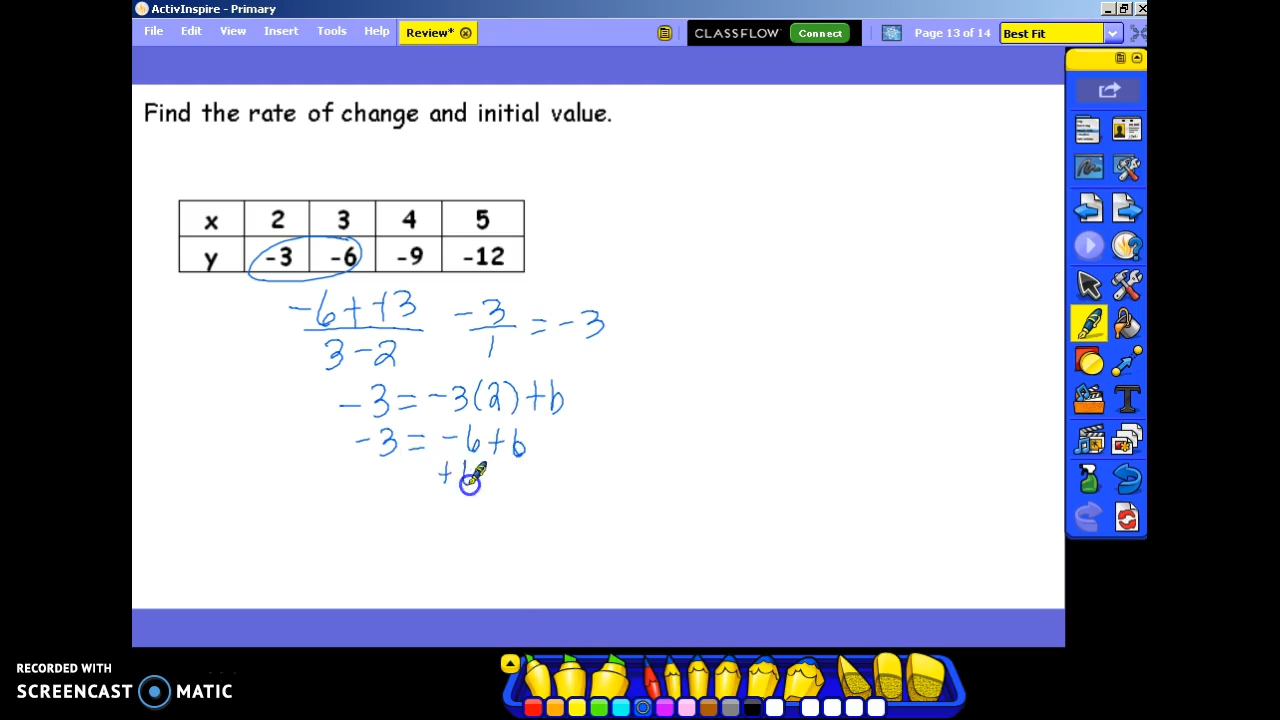 ActivInspire - Primary
File Edit View Insert Tools Help Review* CLASSFLOW Connect Page 13 of 14 Best Fit
Find the rate of change and initial value.
x 2 3 4 5
y -3 -6 -9 -12
-6 + +3 / 3 - 2 -3 / 1 = -3
-3 = -3(2) + b
-3 = -6 + b
+
RECORDED WITH
SCREENCAST MATIC